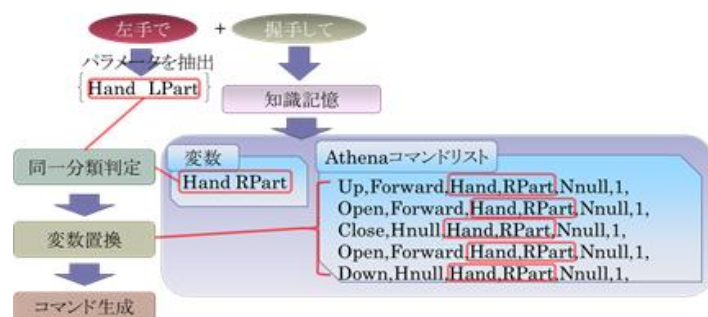 左手で + 握手して
パラメータを抽出
{Hand LPart}
知識記憶
同一分類判定
変数
Hand RPart
Athenaコマンドリスト
Up,Forward,Hand,RPart,Nnull,1,
Open,Forward,Hand,RPart,Nnull,1,
Close,Hnull,Hand,RPart,Nnull,1,
Open,Forward,Hand,RPart,Nnull,1,
Down,Hnull,Hand,RPart,Nnull,1,
変数置換
コマンド生成